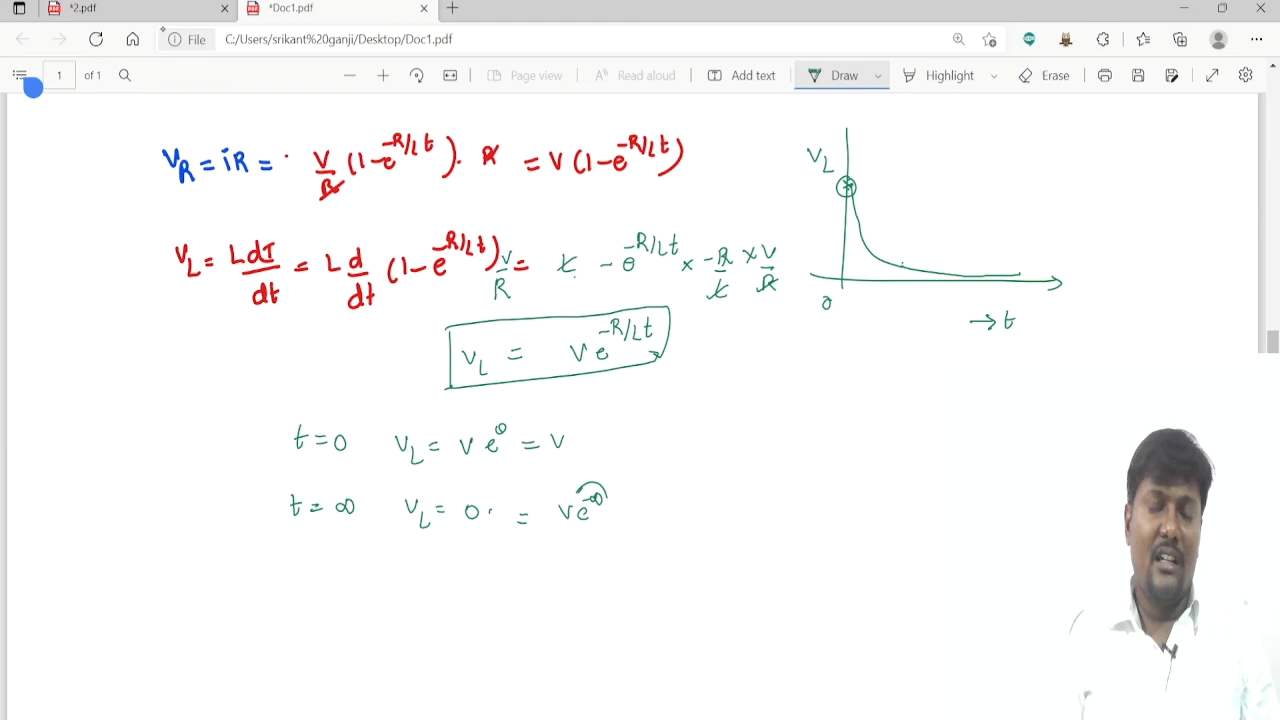 *2.pdf
*Doc1.pdf
File C:/Users/srikant%20ganji/Desktop/Doc1.pdf
1 of 1 Page view Read aloud Add text Draw Highlight Erase
V_R = iR = V/R (1-e^{-R/L t}) . R = V (1-e^{-R/L t})
V_L = L dI/dt = L d/dt (1-e^{-R/L t}) V/R = L - e^{-R/L t} × -R/L × V/R
V_L = V e^{-R/L t}
t=0 V_L = V e^0 = V
t=∞ V_L = 0. = V e^{-∞}
V_L
0
→ t